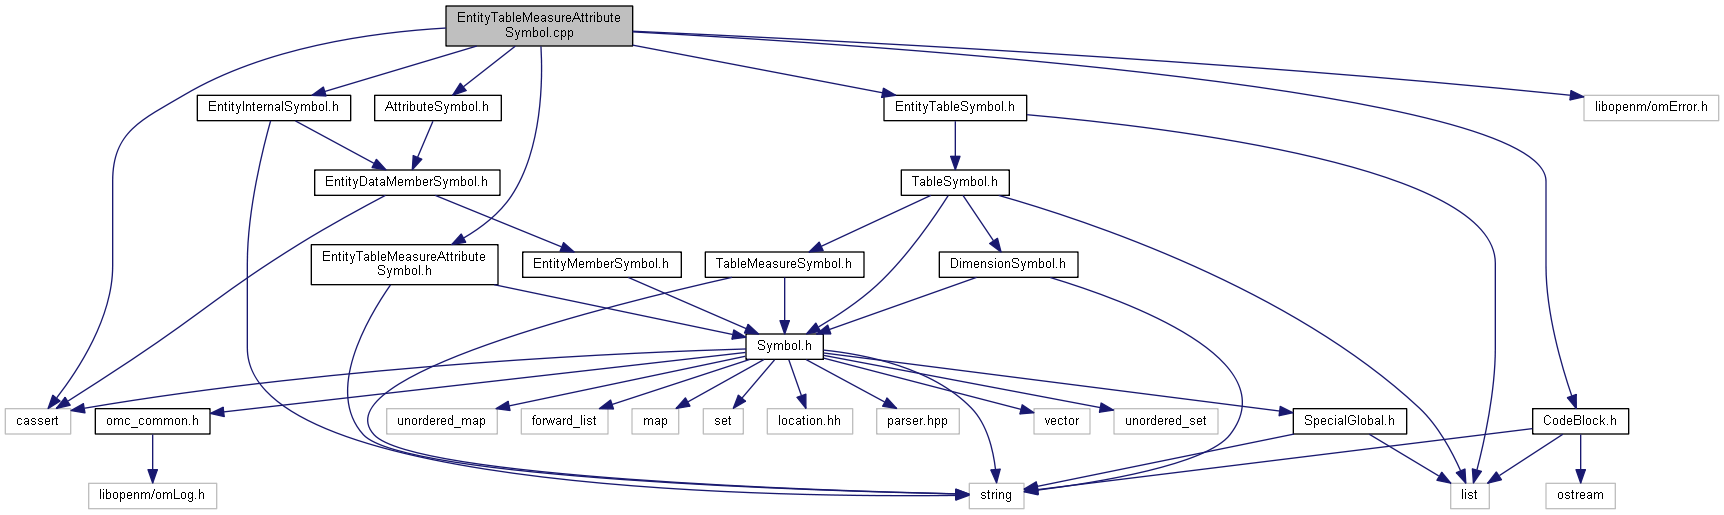 EntityTableMeasureAttribute
Symbol.cpp
EntityInternalSymbol.h
AttributeSymbol.h
EntityTableSymbol.h
libopenm/omError.h
EntityDataMemberSymbol.h
TableSymbol.h
EntityTableMeasureAttribute
Symbol.h
EntityMemberSymbol.h
TableMeasureSymbol.h
DimensionSymbol.h
Symbol.h
cassert
omc_common.h
unordered_map
forward_list
map
set
location.hh
parser.hpp
vector
unordered_set
SpecialGlobal.h
CodeBlock.h
libopenm/omLog.h
string
list
ostream